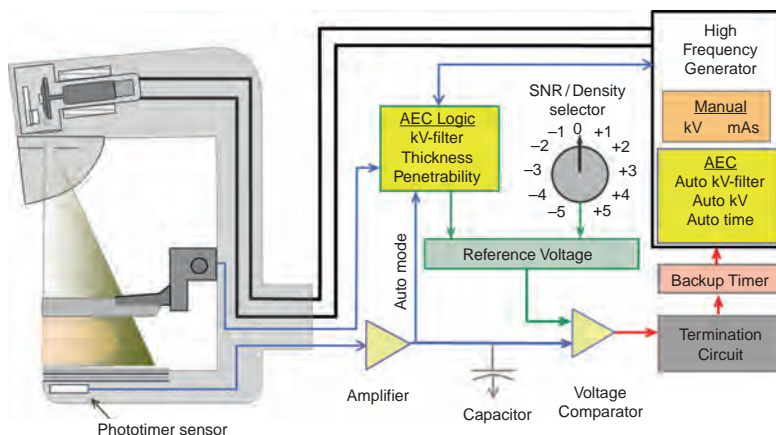 High
Frequency
Generator
Manual
kV mAs
AEC
Auto kV-filter
Auto kV
Auto time
SNR / Density
selector
–1 0 +1
–2 +2
–3 +3
–4 +4
–5 +5
AEC Logic
kV-filter
Thickness
Penetrability
Reference Voltage
Auto mode
Backup Timer
Termination
Circuit
Amplifier
Capacitor
Voltage
Comparator
Phototimer sensor